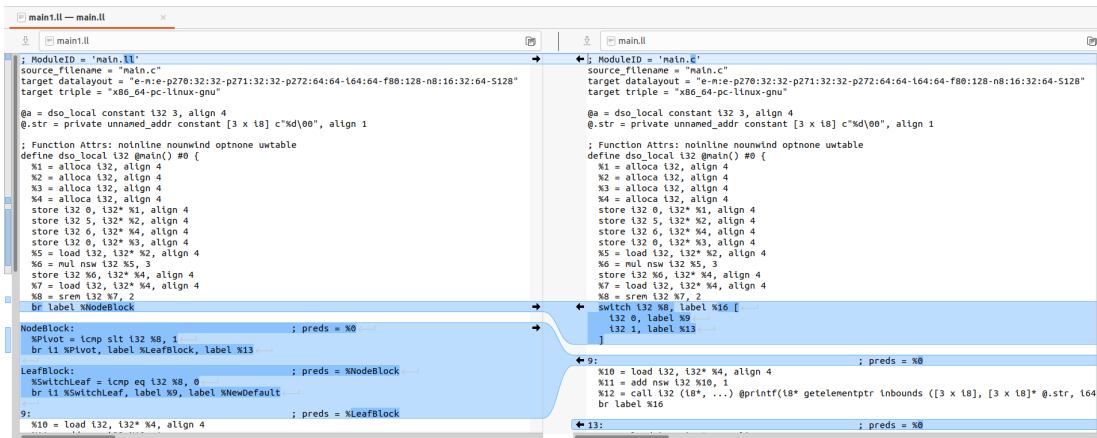 main1.ll — main.ll ×
main1.ll
; ModuleID = 'main.ll'
source_filename = "main.c"
target datalayout = "e-m:e-p270:32:32-p271:32:32-p272:64:64-i64:64-f80:128-n8:16:32:64-S128"
target triple = "x86_64-pc-linux-gnu"
@a = dso_local constant i32 3, align 4
@.str = private unnamed_addr constant [3 x i8] c"%d\00", align 1
; Function Attrs: noinline nounwind optnone uwtable
define dso_local i32 @main() #0 {
%1 = alloca i32, align 4
%2 = alloca i32, align 4
%3 = alloca i32, align 4
%4 = alloca i32, align 4
store i32 0, i32* %1, align 4
store i32 5, i32* %2, align 4
store i32 6, i32* %4, align 4
store i32 0, i32* %3, align 4
%5 = load i32, i32* %2, align 4
%6 = mul nsw i32 %5, 3
store i32 %6, i32* %4, align 4
%7 = load i32, i32* %4, align 4
%8 = srem i32 %7, 2
br label %NodeBlock
NodeBlock: ; preds = %0
%Pivot = icmp slt i32 %8, 1
br i1 %Pivot, label %LeafBlock, label %13
LeafBlock: ; preds = %NodeBlock
%SwitchLeaf = icmp eq i32 %8, 0
br i1 %SwitchLeaf, label %9, label %NewDefault
9: ; preds = %LeafBlock
%10 = load i32, i32* %4, align 4
main.ll
; ModuleID = 'main.c'
source_filename = "main.c"
target datalayout = "e-m:e-p270:32:32-p271:32:32-p272:64:64-i64:64-f80:128-n8:16:32:64-S128"
target triple = "x86_64-pc-linux-gnu"
@a = dso_local constant i32 3, align 4
@.str = private unnamed_addr constant [3 x i8] c"%d\00", align 1
; Function Attrs: noinline nounwind optnone uwtable
define dso_local i32 @main() #0 {
%1 = alloca i32, align 4
%2 = alloca i32, align 4
%3 = alloca i32, align 4
%4 = alloca i32, align 4
store i32 0, i32* %1, align 4
store i32 5, i32* %2, align 4
store i32 6, i32* %4, align 4
store i32 0, i32* %3, align 4
%5 = load i32, i32* %2, align 4
%6 = mul nsw i32 %5, 3
store i32 %6, i32* %4, align 4
%7 = load i32, i32* %4, align 4
%8 = srem i32 %7, 2
switch i32 %8, label %16 [
i32 0, label %9
i32 1, label %13
]
9: ; preds = %0
%10 = load i32, i32* %4, align 4
%11 = add nsw i32 %10, 1
%12 = call i32 (i8*, ...) @printf(i8* getelementptr inbounds ([3 x i8], [3 x i8]* @.str, i64
br label %16
13: ; preds = %0